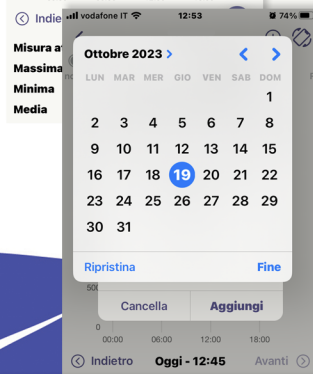 Indie
Misura a
Massima
Minima
Media
vodafone IT 12:53 74%
Ottobre 2023
LUN MAR MER GIO VEN SAB DOM
1
2 3 4 5 6 7 8
9 10 11 12 13 14 15
16 17 18 19 20 21 22
23 24 25 26 27 28 29
30 31
Ripristina Fine
500
Cancella Aggiungi
0
00:00 06:00 12:00 18:00
Indietro Oggi - 12:45 Avanti